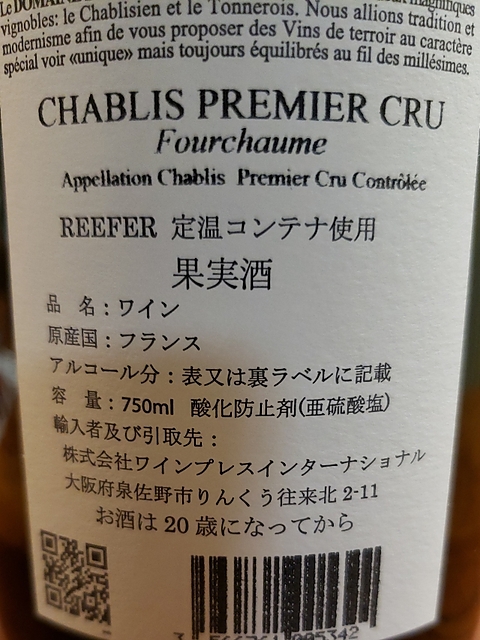 Le DOMAINE magnifiques
vignobles: le Chablisien et le Tonnerois. Nous allions tradition et
modernisme afin de vous proposer des Vins de terroir au caractère
spécial voir «unique» mais toujours équilibrés au fil des millésimes.
CHABLIS PREMIER CRU
Fourchaume
Appellation Chablis Premier Cru Contrôlée
REEFER 定温コンテナ使用
果実酒
品 名：ワイン
原産国：フランス
アルコール分：表又は裏ラベルに記載
容 量：750ml 酸化防止剤(亜硫酸塩)
輸入者及び引取先：
株式会社ワインプレスインターナショナル
大阪府泉佐野市りんくう往来北 2-11
お酒は 20 歳になってから